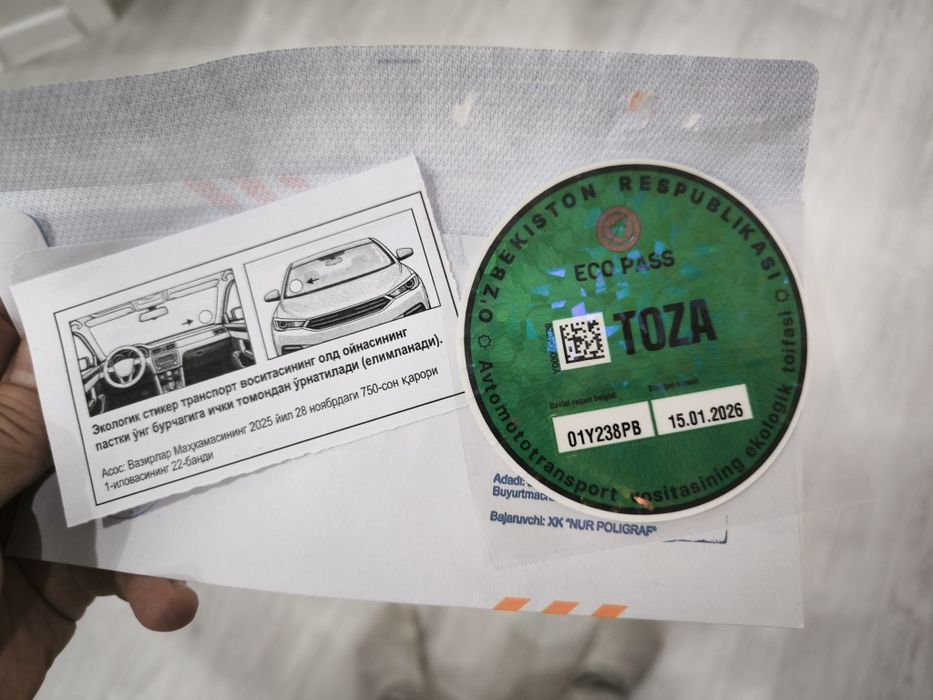 Экологик стикер транспорт воситасининг олд ойнасининг
пастки ўнг бурчагига ички томондан ўрнатилади (елимланади).
Асос: Вазирлар Маҳкамасининг 2025 йил 28 ноябрдаги 750-сон қарори
1-иловасининг 22-банди
O'ZBEKISTON RESPUBLIKASI
ECO PASS
TOZA
Davlat raqam belgisi
01Y238PB
15.01.2026
Avtomototransport vositasining ekologik toifasi
Adadi:
Bajaruvchi: XK "NUR POLIGRAF"